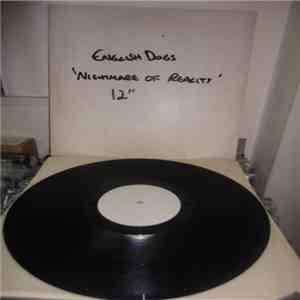 ENGLISH DOGS
'NIGHTMARE OF REALITY'
12"